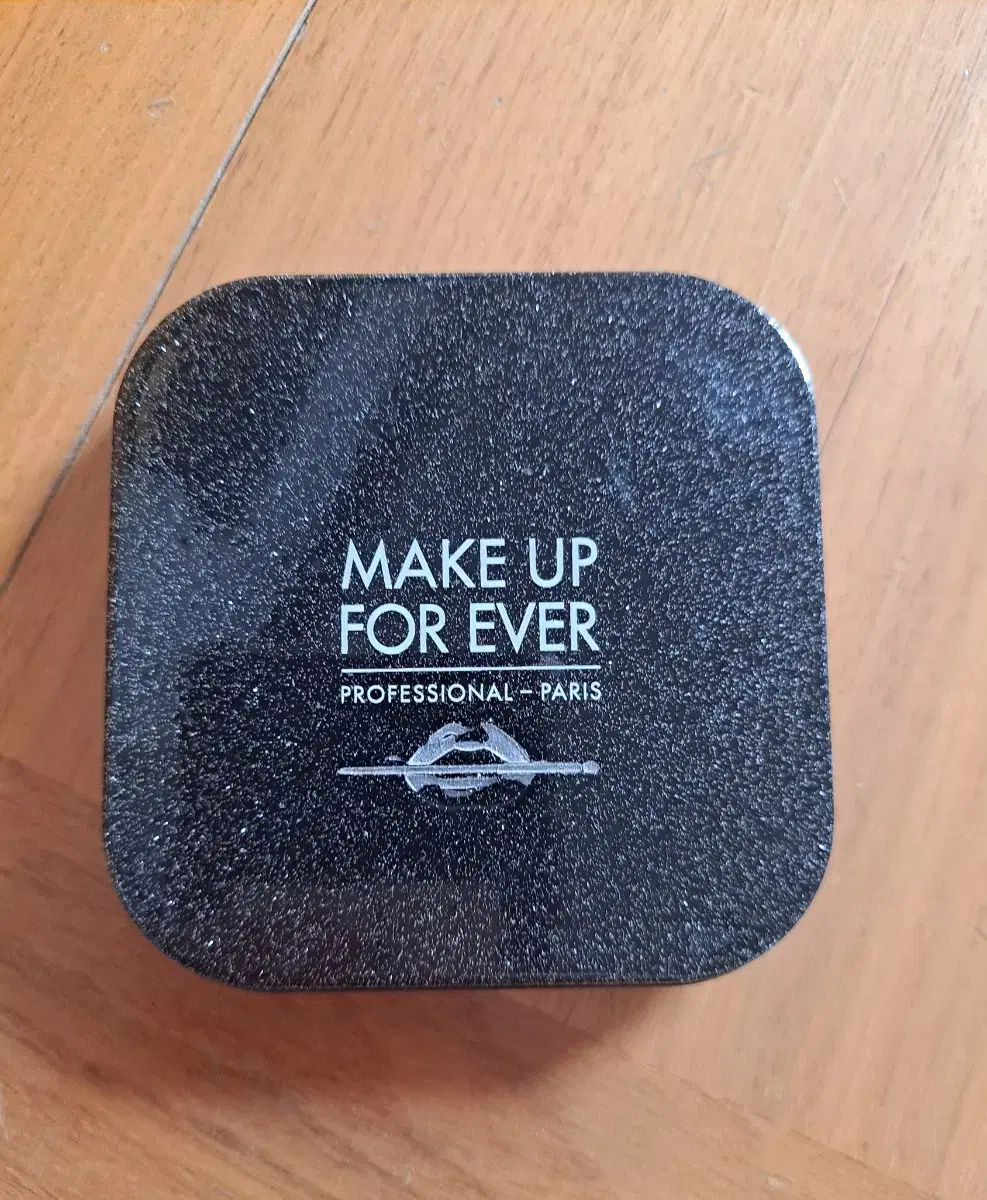 MAKE UP
FOR EVER
PROFESSIONAL – PARIS